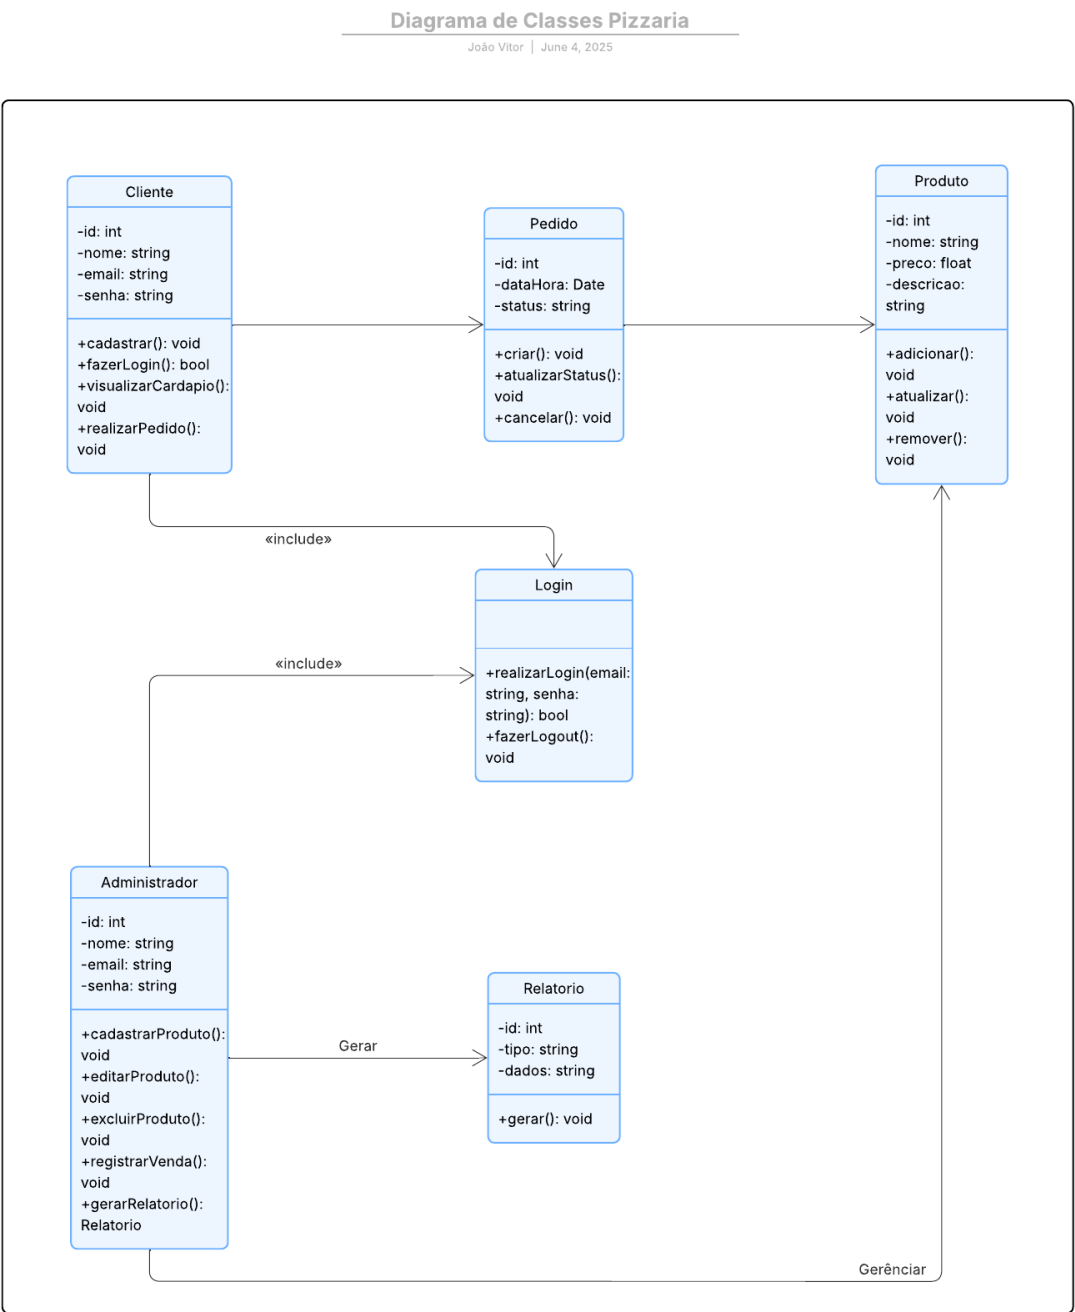 Diagrama de Classes Pizzaria
João Vitor | June 4, 2025
Cliente
-id: int
-nome: string
-email: string
-senha: string
+cadastrar(): void
+fazerLogin(): bool
+visualizarCardapio():
void
+realizarPedido():
void
Pedido
-id: int
-dataHora: Date
-status: string
+criar(): void
+atualizarStatus():
void
+cancelar(): void
Produto
-id: int
-nome: string
-preco: float
-descricao:
string
+adicionar():
void
+atualizar():
void
+remover():
void
«include»
Login
+realizarLogin(email:
string, senha:
string): bool
+fazerLogout():
void
«include»
Administrador
-id: int
-nome: string
-email: string
-senha: string
+cadastrarProduto():
void
+editarProduto():
void
+excluirProduto():
void
+registrarVenda():
void
+gerarRelatorio():
Relatorio
Gerar
Relatorio
-id: int
-tipo: string
-dados: string
+gerar(): void
Gerênciar